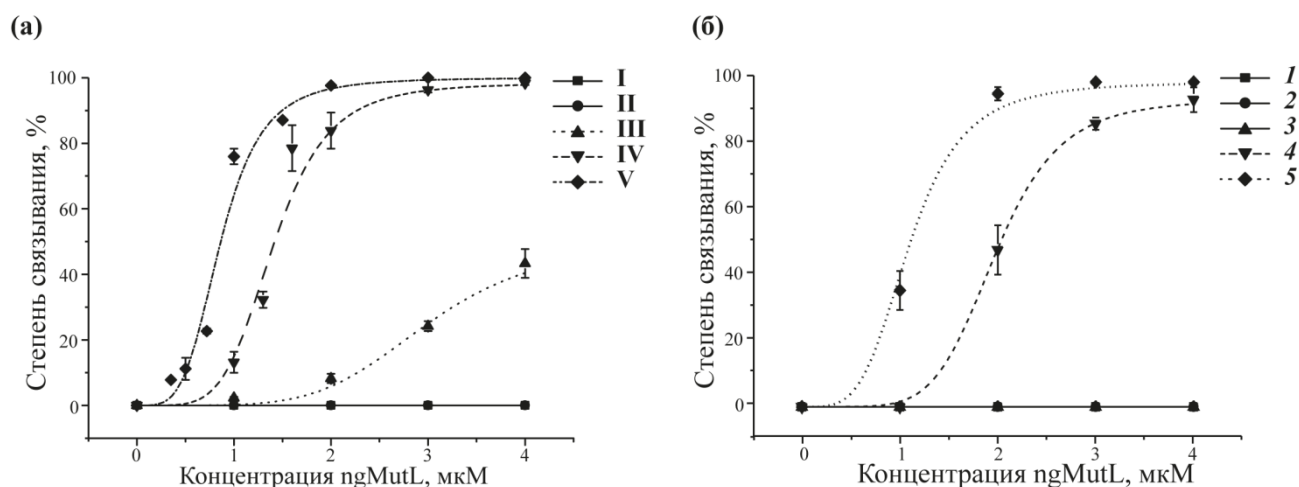 (а)
Степень связывания, %
100
80
60
40
20
0
0 1 2 3 4
Концентрация ngMutL, мкМ
I
II
III
IV
V
(б)
Степень связывания, %
100
80
60
40
20
0
0 1 2 3 4
Концентрация ngMutL, мкМ
1
2
3
4
5